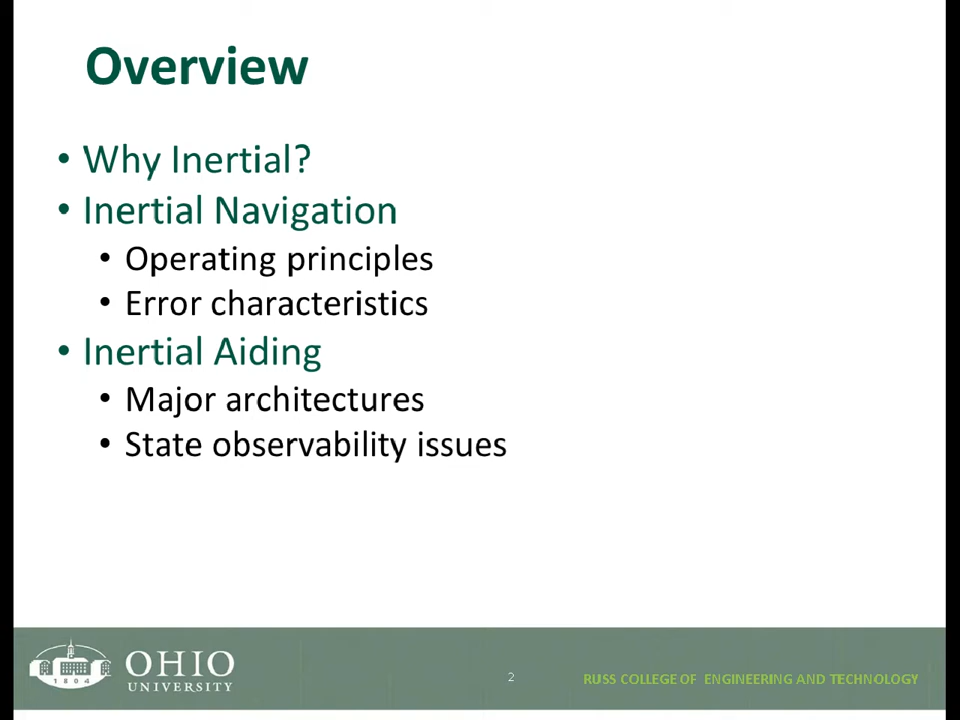 Overview
• Why Inertial?
• Inertial Navigation
• Operating principles
• Error characteristics
• Inertial Aiding
• Major architectures
• State observability issues
1804
OHIO
UNIVERSITY
2
RUSS COLLEGE OF ENGINEERING AND TECHNOLOGY